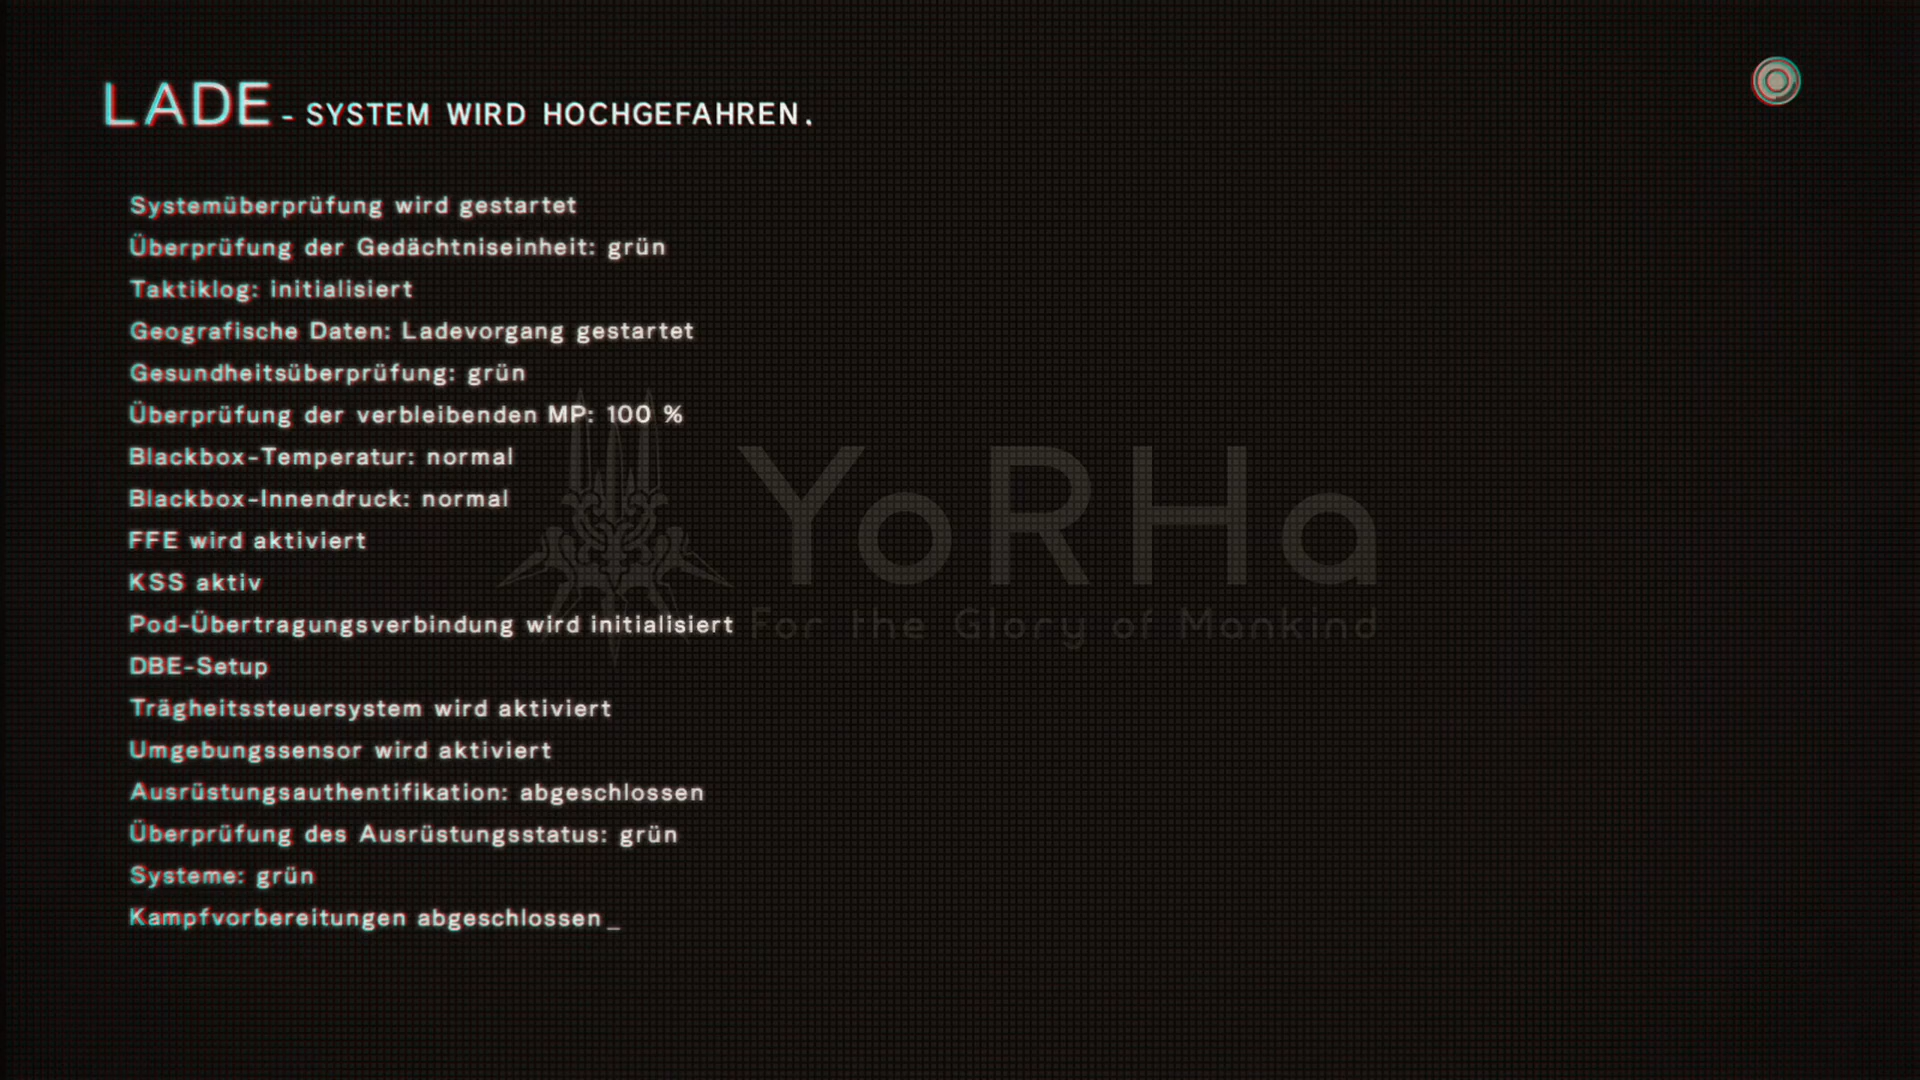 LADE - SYSTEM WIRD HOCHGEFAHREN.
Systemüberprüfung wird gestartet
Überprüfung der Gedächtniseinheit: grün
Taktiklog: initialisiert
Geografische Daten: Ladevorgang gestartet
Gesundheitsüberprüfung: grün
Überprüfung der verbleibenden MP: 100 %
Blackbox-Temperatur: normal
Blackbox-Innendruck: normal
FFE wird aktiviert
KSS aktiv
Pod-Übertragungsverbindung wird initialisiert
DBE-Setup
Trägheitssteuersystem wird aktiviert
Umgebungssensor wird aktiviert
Ausrüstungsauthentifikation: abgeschlossen
Überprüfung des Ausrüstungsstatus: grün
Systeme: grün
Kampfvorbereitungen abgeschlossen_
YoRHa
For the Glory of Mankind